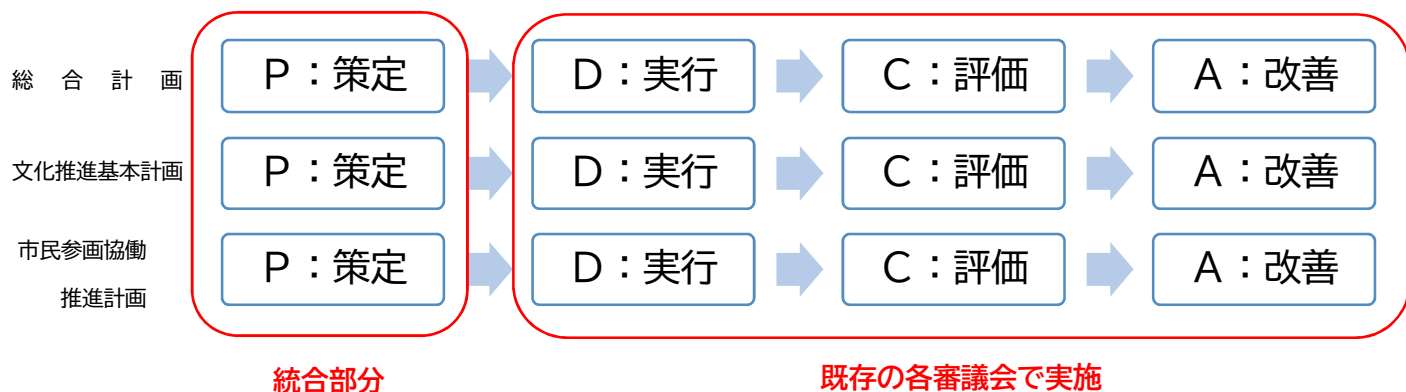 総合計画
P：策定
D：実行
C：評価
A：改善
文化推進基本計画
P：策定
D：実行
C：評価
A：改善
市民参画協働
推進計画
P：策定
D：実行
C：評価
A：改善
統合部分
既存の各審議会で実施